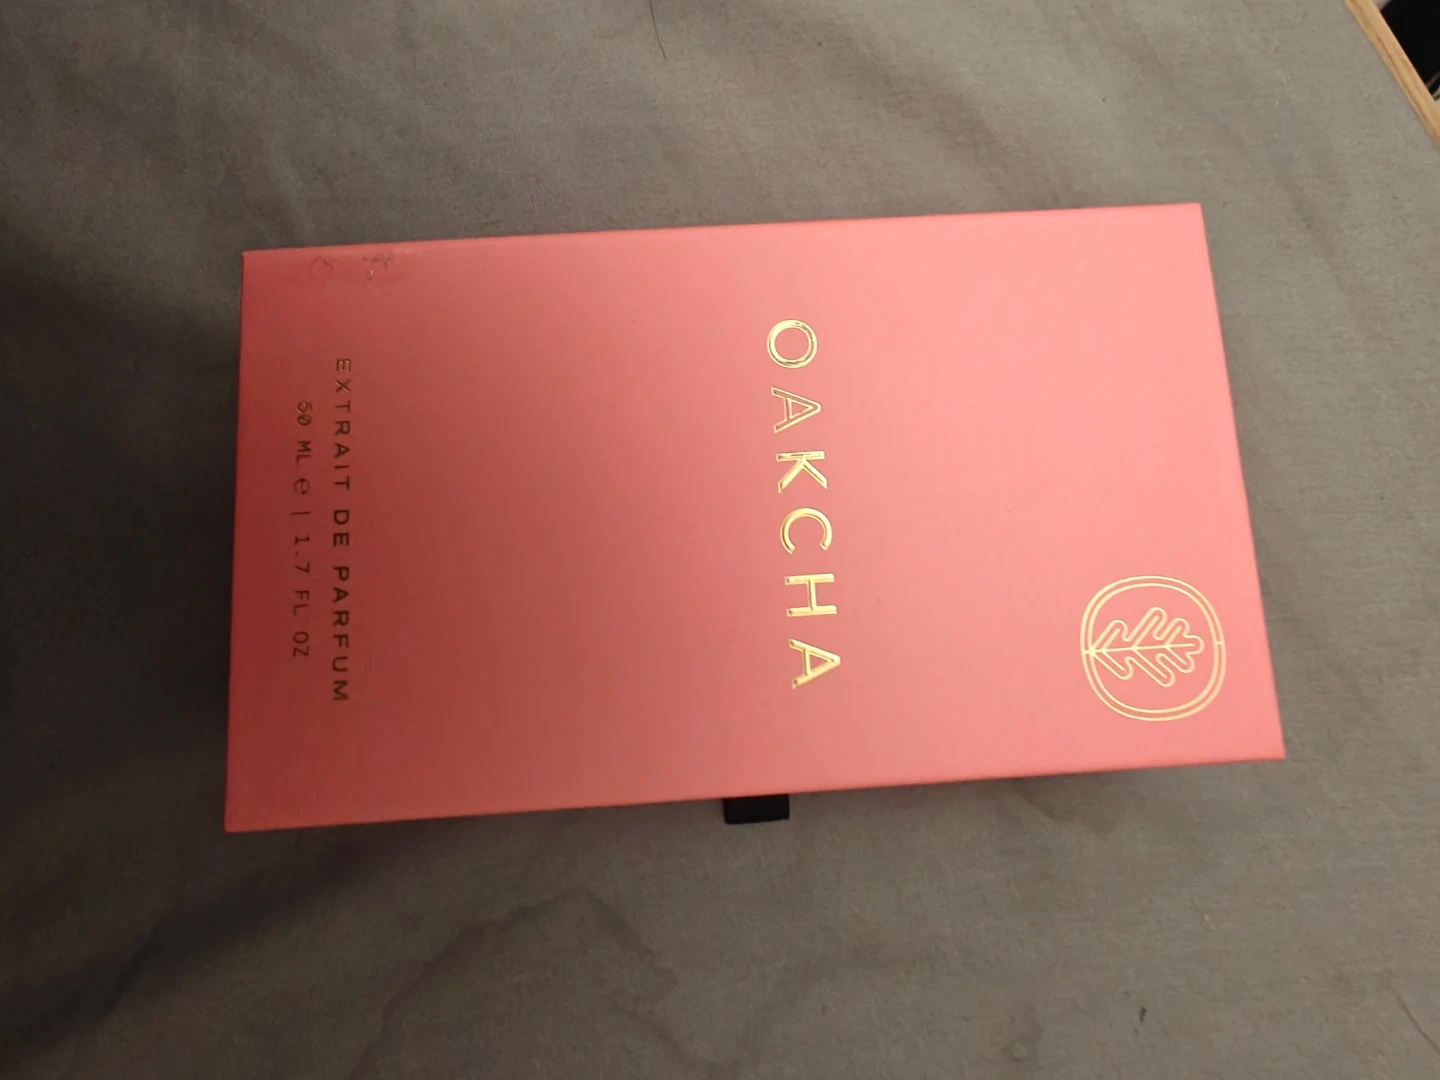 OAKCHA
EXTRAIT DE PARFUM
50 ML ℮ | 1.7 FL OZ